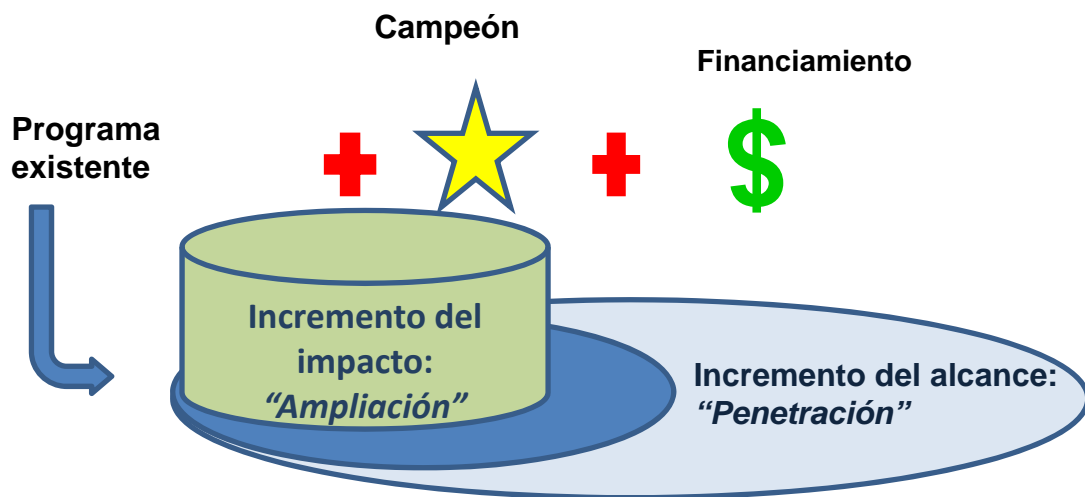 Campeón
Financiamiento
Programa
existente
$
Incremento del
impacto:
“Ampliación”
Incremento del alcance:
“Penetración”